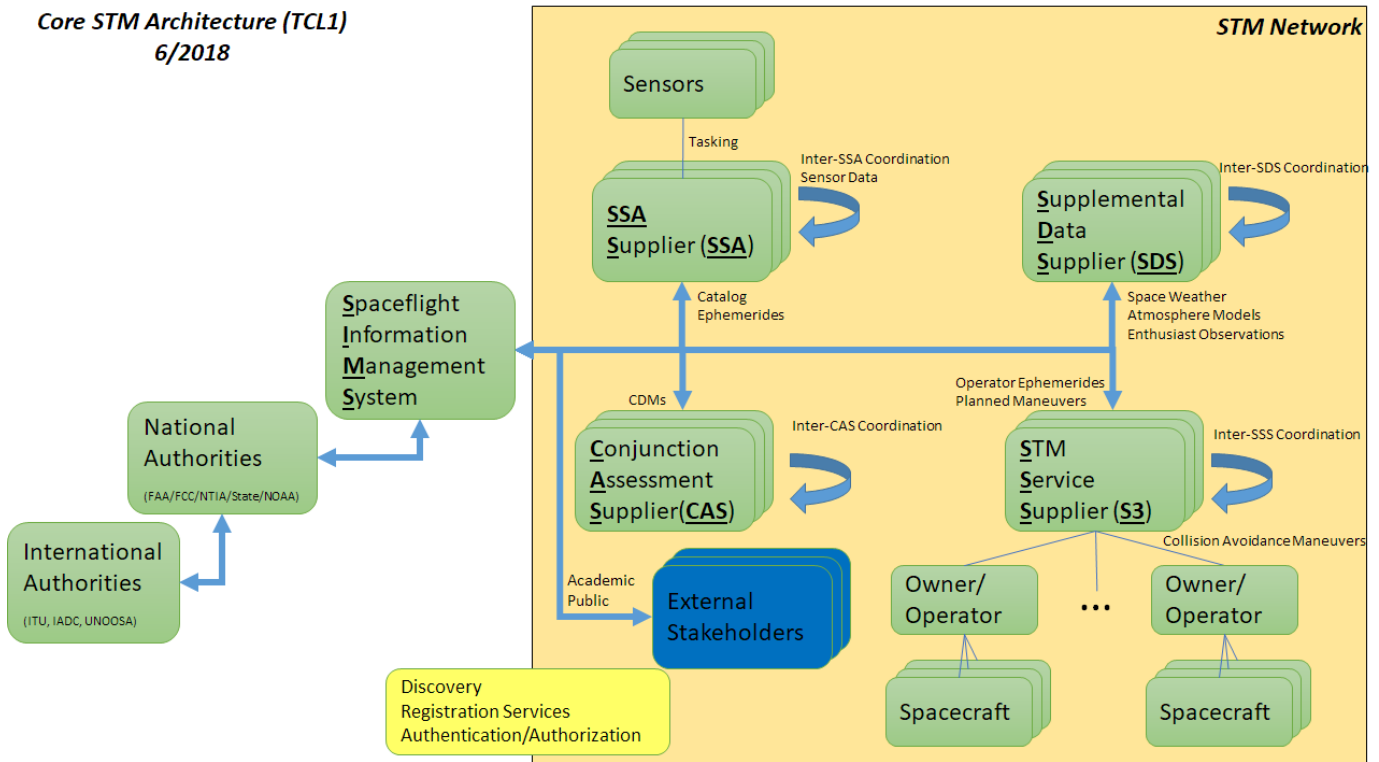 Core STM Architecture (TCL1)
6/2018
STM Network
Sensors
Tasking
Inter-SSA Coordination
Sensor Data
SSA
Supplier (SSA)
Inter-SDS Coordination
Supplemental
Data
Supplier (SDS)
Catalog
Ephemerides
Space Weather
Atmosphere Models
Enthusiast Observations
Spaceflight
Information
Management
System
National
Authorities
(FAA/FCC/NTIA/State/NOAA)
International
Authorities
(ITU, IADC, UNOOSA)
CDMs
Operator Ephemerides
Planned Maneuvers
Conjunction
Assessment
Supplier(CAS)
Inter-CAS Coordination
STM
Service
Supplier (S3)
Inter-SSS Coordination
Collision Avoidance Maneuvers
Academic
Public
External
Stakeholders
Owner/
Operator
...
Owner/
Operator
Spacecraft
Spacecraft
Discovery
Registration Services
Authentication/Authorization